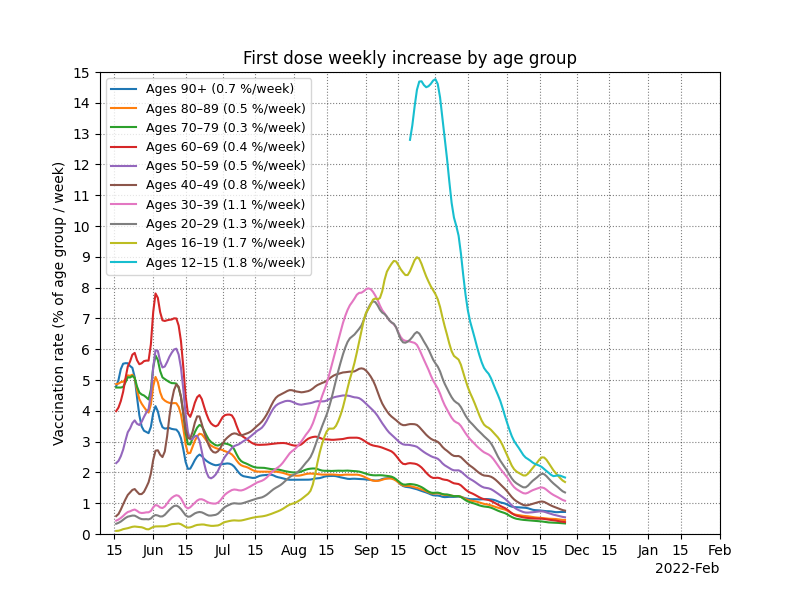 First dose weekly increase by age group
Vaccination rate (% of age group / week)
15
14
13
12
11
10
9
8
7
6
5
4
3
2
1
0
Ages 90+ (0.7 %/week)
Ages 80–89 (0.5 %/week)
Ages 70–79 (0.3 %/week)
Ages 60–69 (0.4 %/week)
Ages 50–59 (0.5 %/week)
Ages 40–49 (0.8 %/week)
Ages 30–39 (1.1 %/week)
Ages 20–29 (1.3 %/week)
Ages 16–19 (1.7 %/week)
Ages 12–15 (1.8 %/week)
15 Jun 15 Jul 15 Aug 15 Sep 15 Oct 15 Nov 15 Dec 15 Jan 15 Feb
2022-Feb